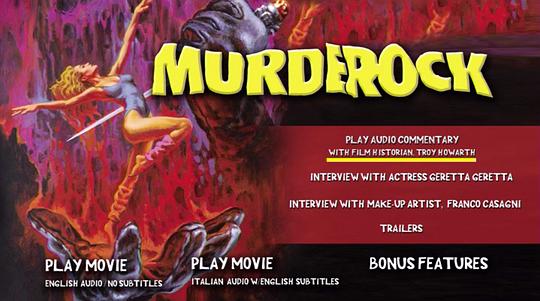 MURDEROCK
PLAY AUDIO COMMENTARY
WITH FILM HISTORIAN, TROY HOWARTH
INTERVIEW WITH ACTRESS GERETTA GERETTA
INTERVIEW WITH MAKE-UP ARTIST, FRANCO CASAGNI
TRAILERS
PLAY MOVIE
ENGLISH AUDIO/NO SUBTITLES
PLAY MOVIE
ITALIAN AUDIO W/ENGLISH SUBTITLES
BONUS FEATURES